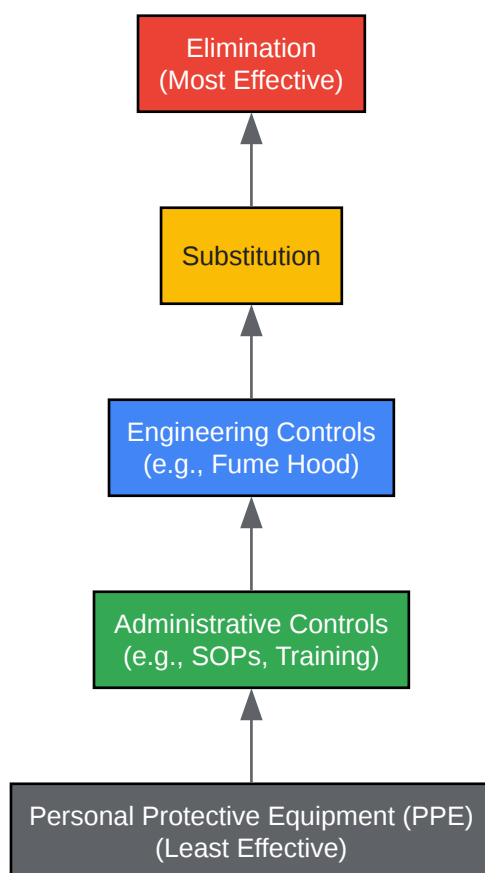 Elimination
(Most Effective)
Substitution
Engineering Controls
(e.g., Fume Hood)
Administrative Controls
(e.g., SOPs, Training)
Personal Protective Equipment (PPE)
(Least Effective)